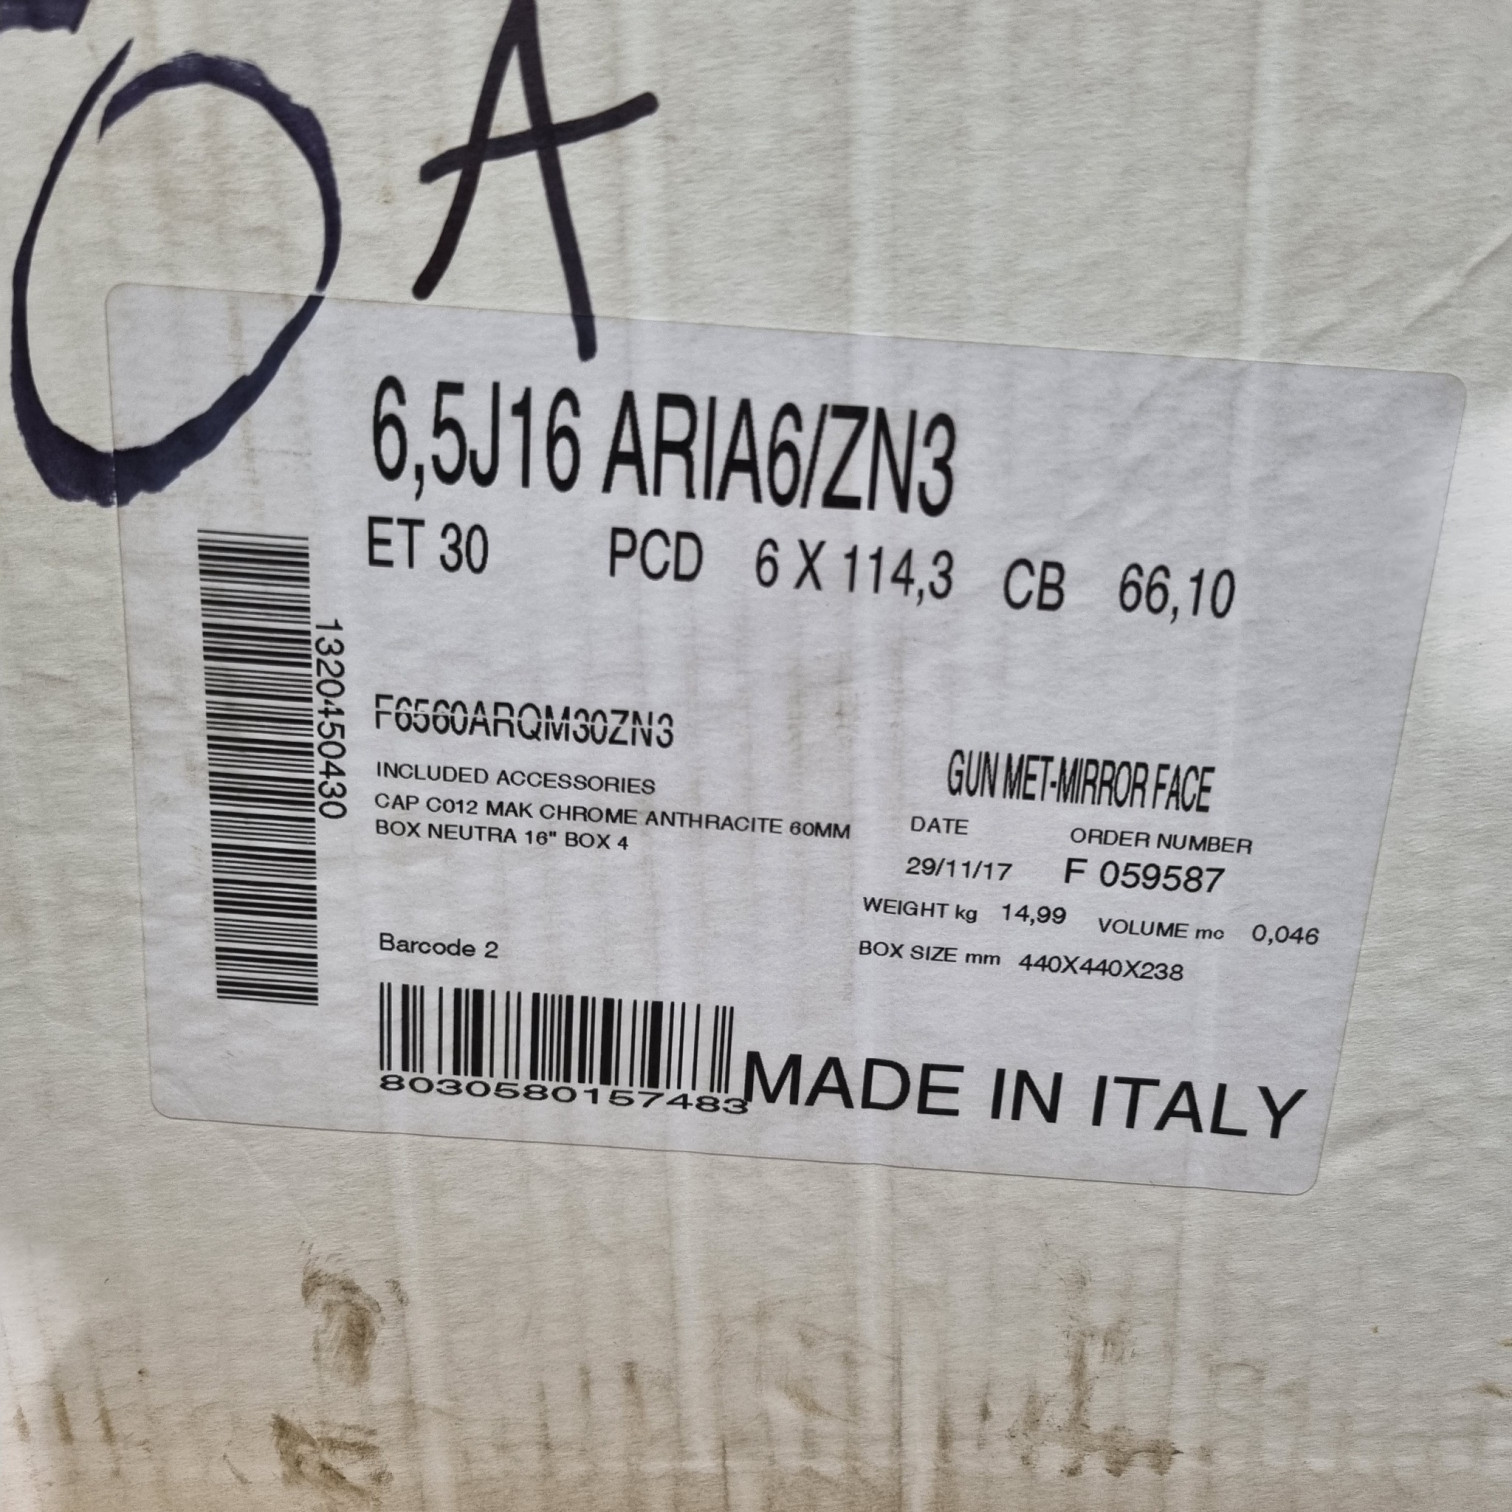 OA
6,5J16 ARIA6/ZN3
ET 30 PCD 6 X 114,3 CB 66,10
1320450430
F6560ARQM30ZN3
GUN MET-MIRROR FACE
INCLUDED ACCESSORIES
CAP C012 MAK CHROME ANTHRACITE 60MM
BOX NEUTRA 16" BOX 4
DATE ORDER NUMBER
29/11/17 F 059587
WEIGHT kg 14,99 VOLUME mc 0,046
BOX SIZE mm 440X440X238
Barcode 2
8030580157483
MADE IN ITALY